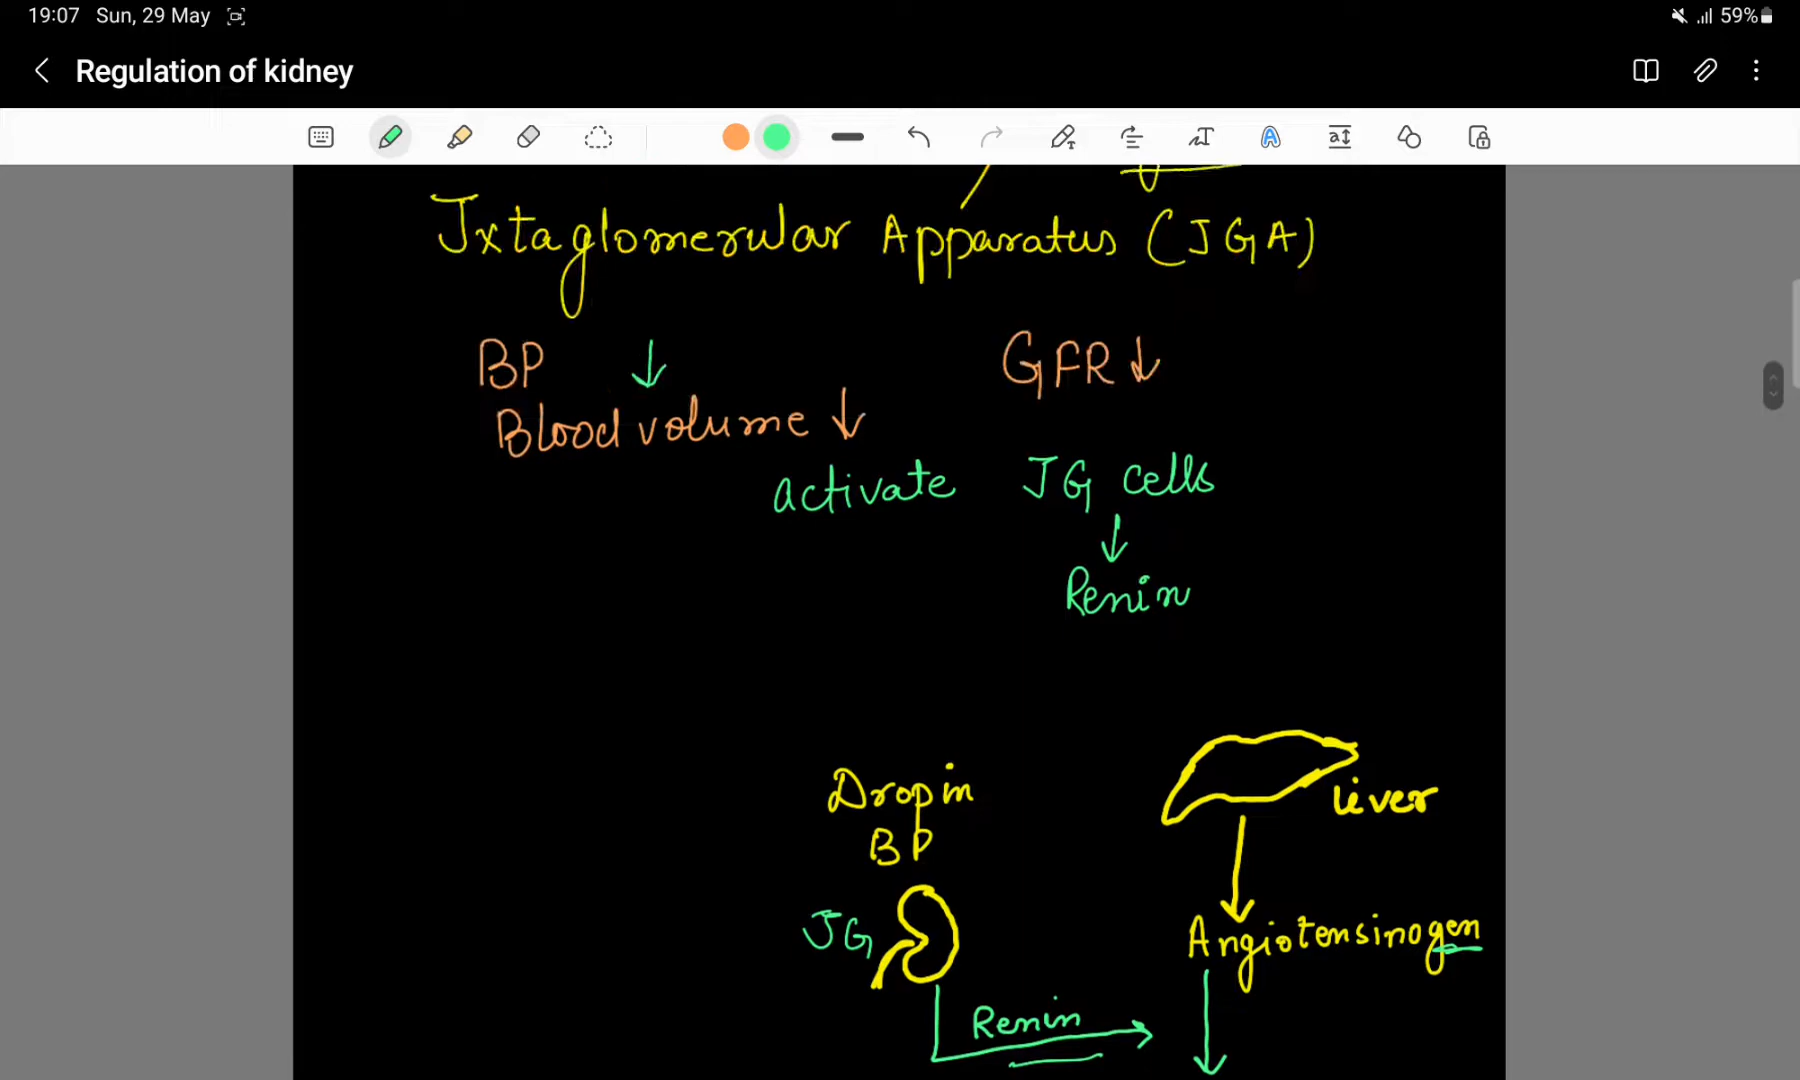 19:07 Sun, 29 May 59%
Regulation of kidney
Jxtaglomerular Apparatus (JGA)
BP ↓ GFR ↓
Blood volume ↓
activate JG cells
↓
Renin
Drop in
BP
liver
JG
Angiotensinogen
Renin